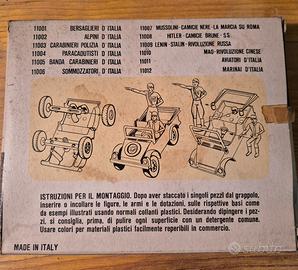 11001 BERSAGLIERI D'ITALIA
11002 ALPINI D'ITALIA
11003 CARABINIERI POLIZIA D'ITALIA
11004 PARACADUTISTI D'ITALIA
11005 BANDA CARABINIERI D'ITALIA
11006 SOMMOZZATORI D'ITALIA
11007 MUSSOLINI-CAMICIE NERE-LA MARCIA SU ROMA
11008 HITLER-CAMICIE BRUNE-S.S.
11009 LENIN-STALIN-RIVOLUZIONE RUSSA
11010 MAO-RIVOLUZIONE CINESE
11011 AVIATORI D'ITALIA
11012 MARINAI D'ITALIA
ISTRUZIONI PER IL MONTAGGIO. Dopo aver staccato i singoli pezzi dal grappolo,
inserire o incollare le figure, le armi e le dotazioni, sulle rispettive basi come
da esempi illustrati usando normali collanti plastici. Desiderando dipingere i pez-
zi, si consiglia, prima, di pulire ogni superficie con un detergente comune.
Usare colori per materiali plastici facilmente reperibili in commercio.
MADE IN ITALY
subito